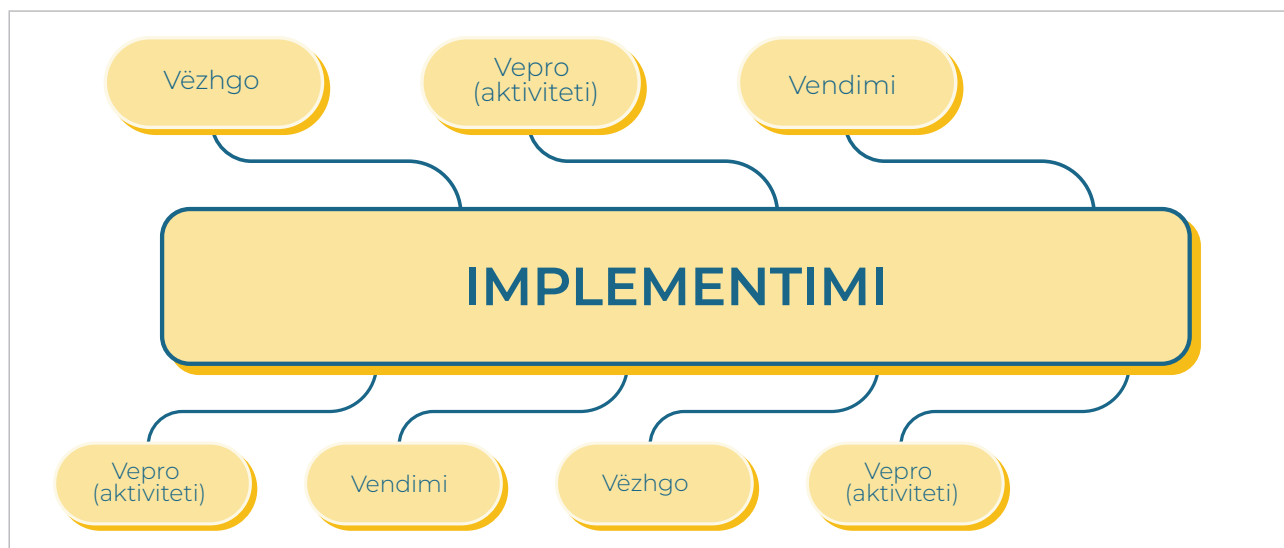 Vëzhgo
Vepro
(aktiviteti)
Vendimi
IMPLEMENTIMI
Vepro
(aktiviteti)
Vendimi
Vëzhgo
Vepro
(aktiviteti)